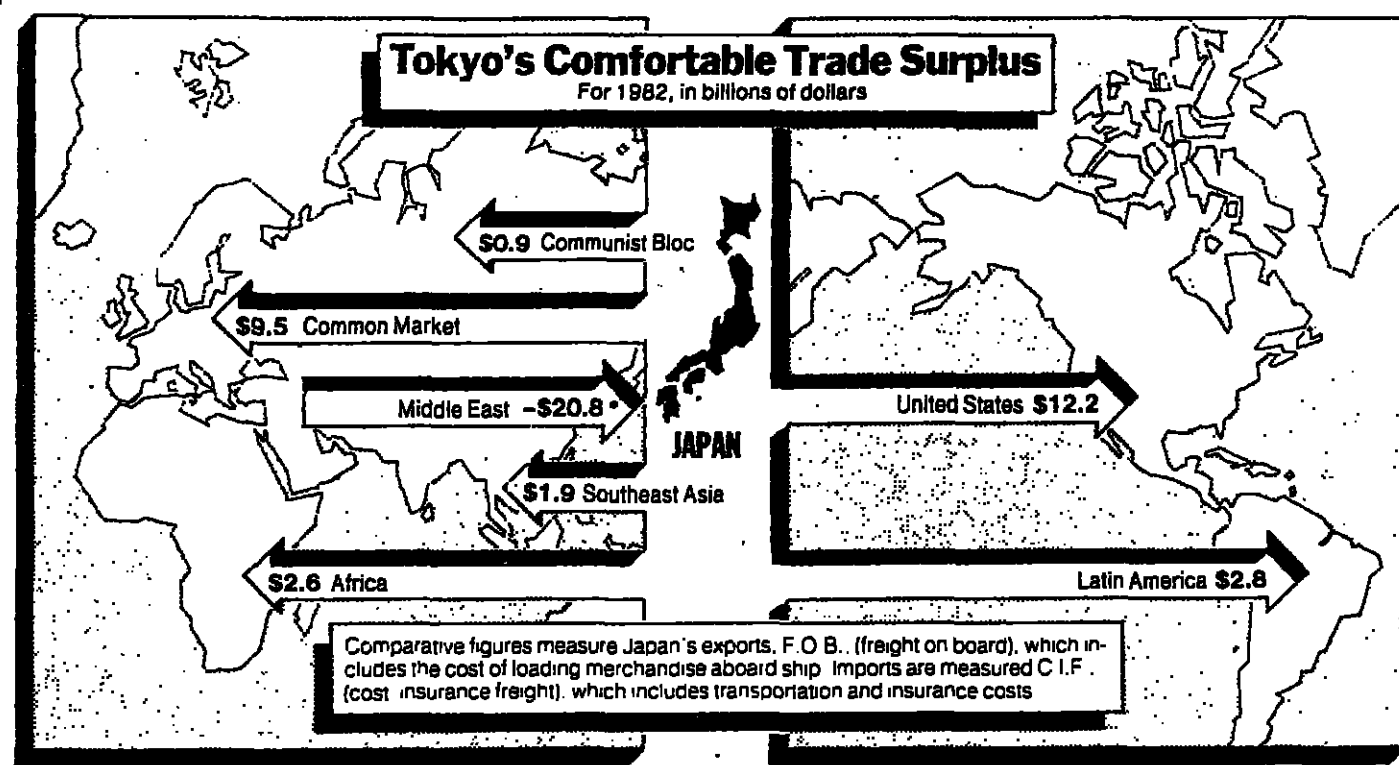 Tokyo's Comfortable Trade Surplus
For 1982, in billions of dollars
$0.9 Communist Bloc
$9.5 Common Market
Middle East -$20.8
United States $12.2
JAPAN
$1.9 Southeast Asia
$2.6 Africa
Latin America $2.8
Comparative figures measure Japan's exports, F.O B.. (freight on board), which in-
cludes the cost of loading merchandise aboard ship Imports are measured C I.F.
(cost insurance freight), which includes transportation and insurance costs